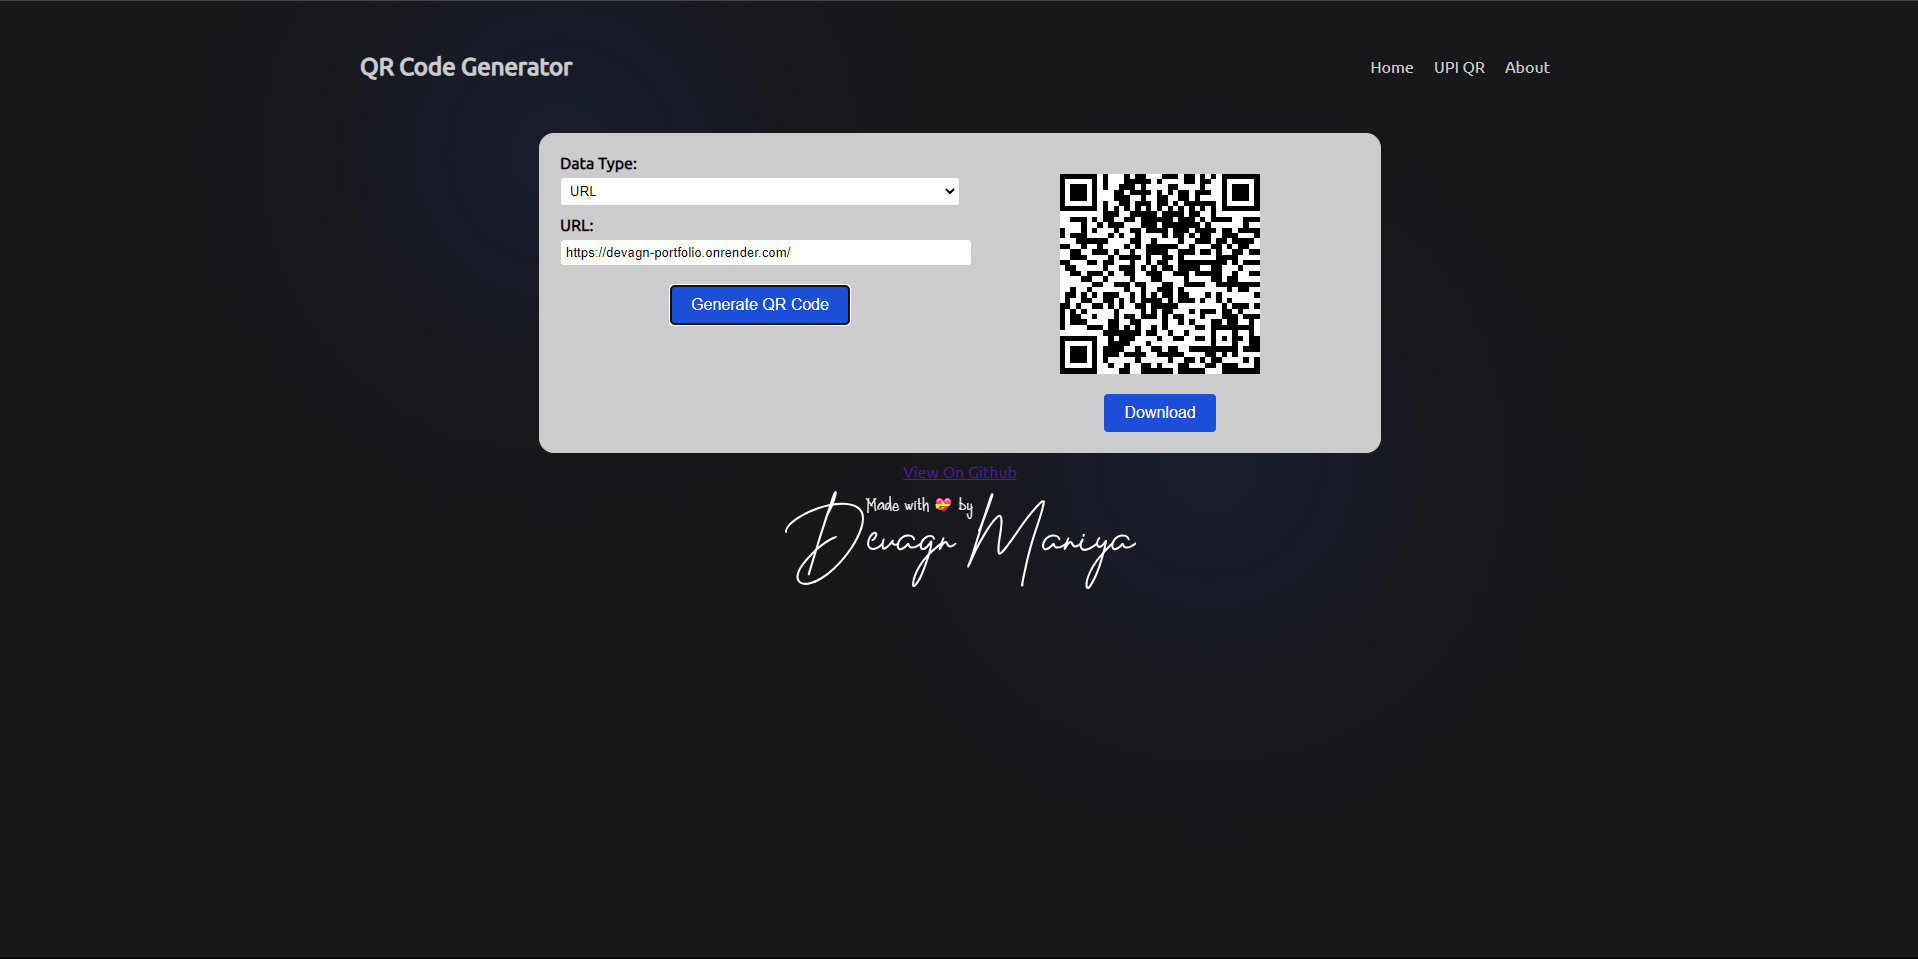 QR Code Generator
Home UPI QR About
Data Type:
URL
URL:
https://devagn-portfolio.onrender.com/
Generate QR Code
Download
View On Github
Made with 💝 by
Devagn Maniya